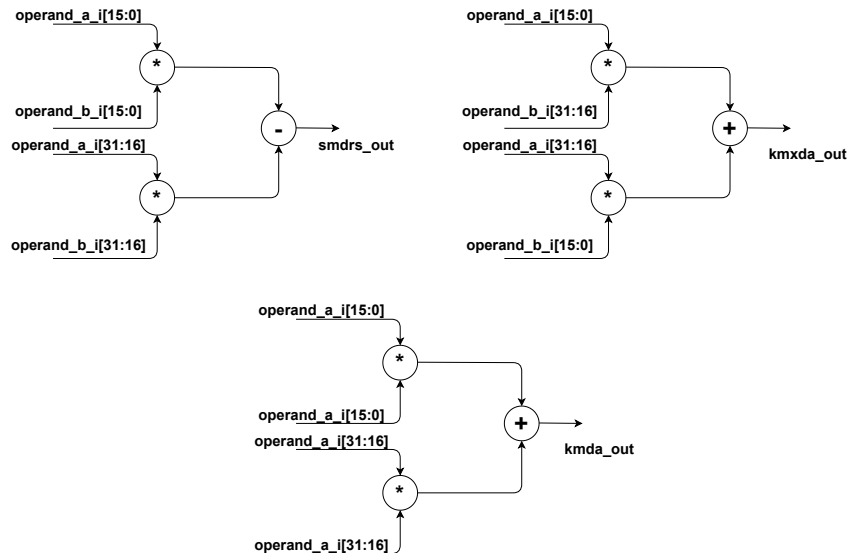 operand_a_i[15:0]
*
operand_b_i[15:0]
operand_a_i[31:16]
-
smdrs_out
*
operand_b_i[31:16]
operand_a_i[15:0]
*
operand_b_i[31:16]
operand_a_i[31:16]
+
kmxda_out
*
operand_b_i[15:0]
operand_a_i[15:0]
*
operand_a_i[15:0]
operand_a_i[31:16]
+
kmda_out
*
operand_a_i[31:16]